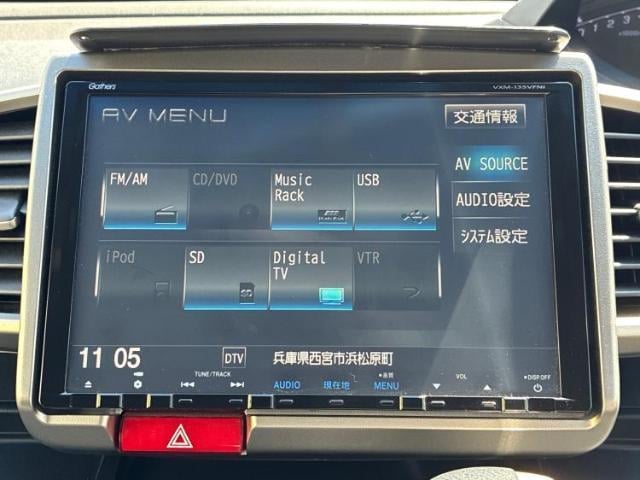 Gathers VXM-135VFNi
AV MENU 交通情報
FM/AM CD/DVD Music Rack USB AV SOURCE
AUDIO設定
システム設定
iPod SD Digital TV VTR
11 05 DTV 兵庫県西宮市浜松原町
TUNE/TRACK AUDIO 現在地 MENU VOL DISP.OFF